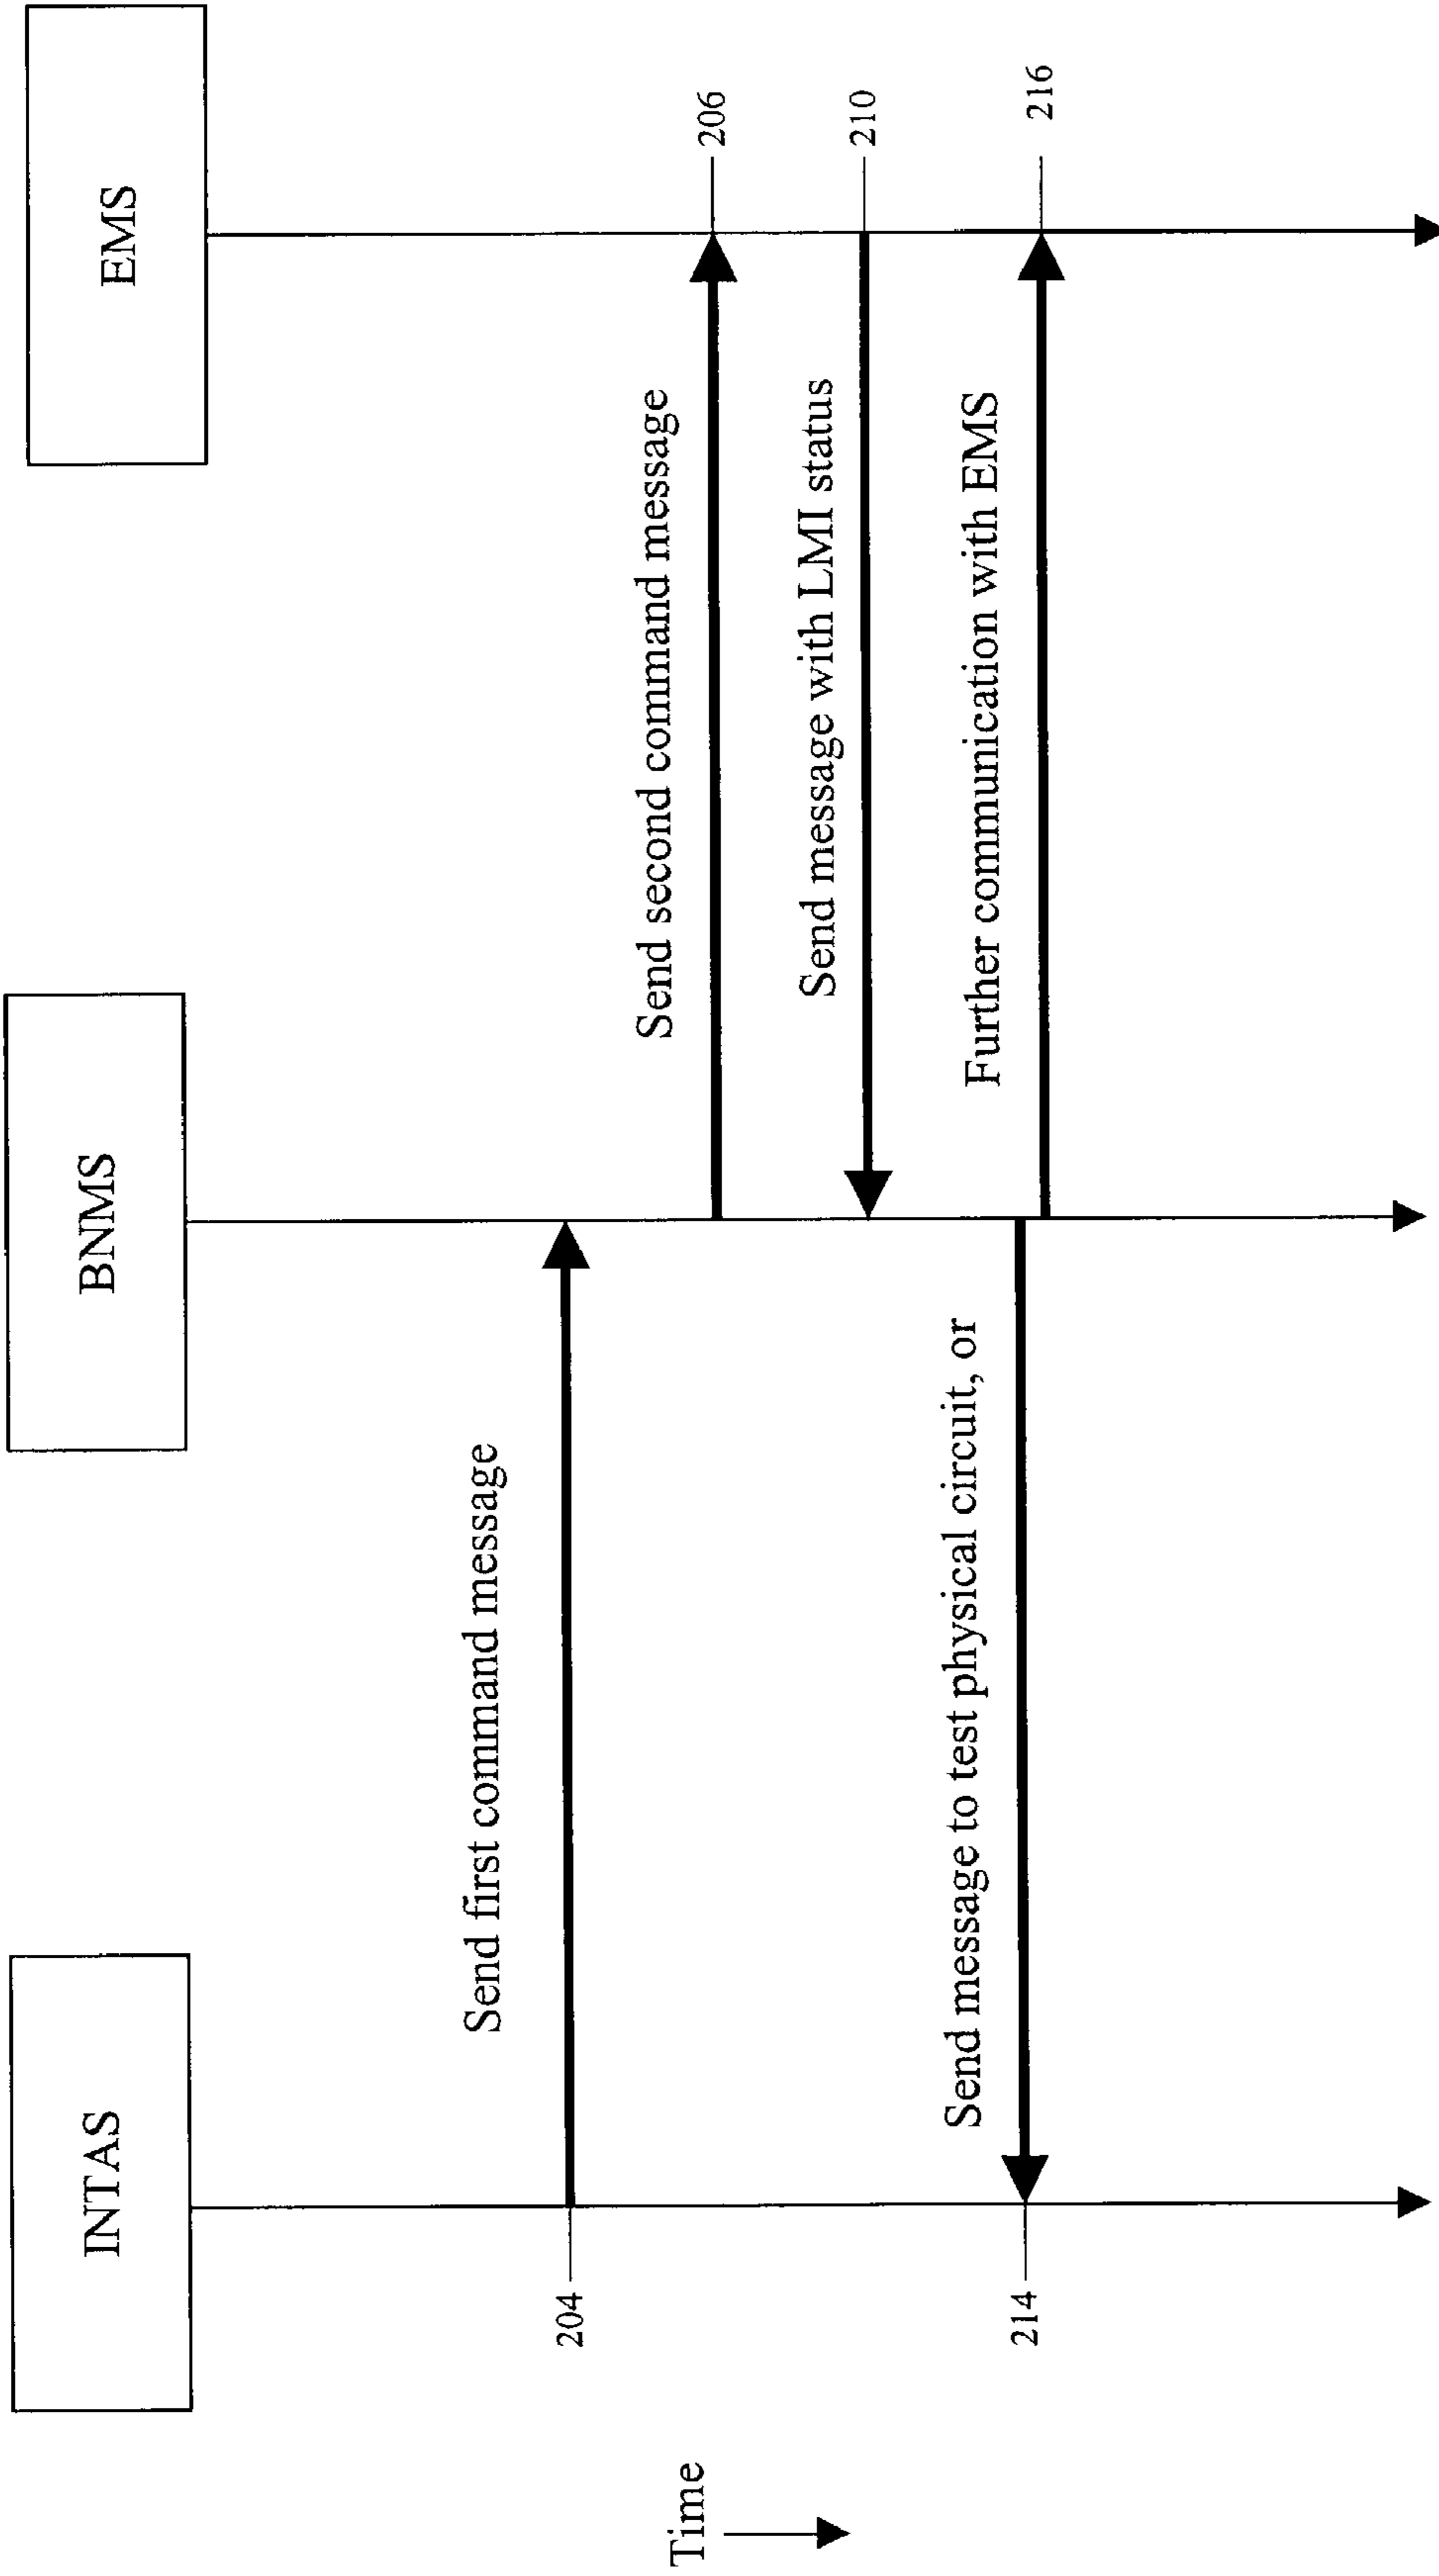 INTAS
BNMS
EMS
Time
Send first command message
204
Send second command message
206
Send message with LMI status
210
Send message to test physical circuit, or
214
Further communication with EMS
216